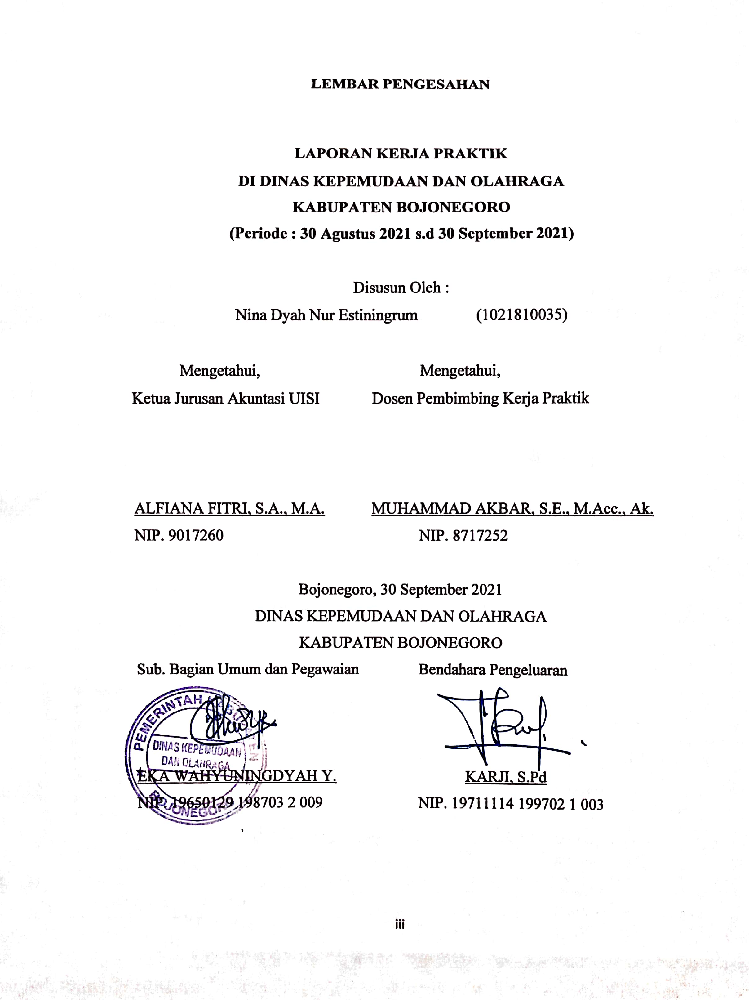 LEMBAR PENGESAHAN
LAPORAN KERJA PRAKTIK
DI DINAS KEPEMUDAAN DAN OLAHRAGA
KABUPATEN BOJONEGORO
(Periode : 30 Agustus 2021 s.d 30 September 2021)
Disusun Oleh :
Nina Dyah Nur Estiningrum (1021810035)
Mengetahui, Mengetahui,
Ketua Jurusan Akuntasi UISI Dosen Pembimbing Kerja Praktik
ALFIANA FITRI, S.A., M.A. MUHAMMAD AKBAR, S.E., M.Acc., Ak.
NIP. 9017260 NIP. 8717252
Bojonegoro, 30 September 2021
DINAS KEPEMUDAAN DAN OLAHRAGA
KABUPATEN BOJONEGORO
Sub. Bagian Umum dan Pegawaian Bendahara Pengeluaran
PEMERINTAH KABUPATEN
DINAS KEPEMUDAAN
DAN OLAHRAGA
BOJONEGORO
EKA WAHYUNINGDYAH Y. KARJI, S.Pd
NIP. 19650129 198703 2 009 NIP. 19711114 199702 1 003
iii